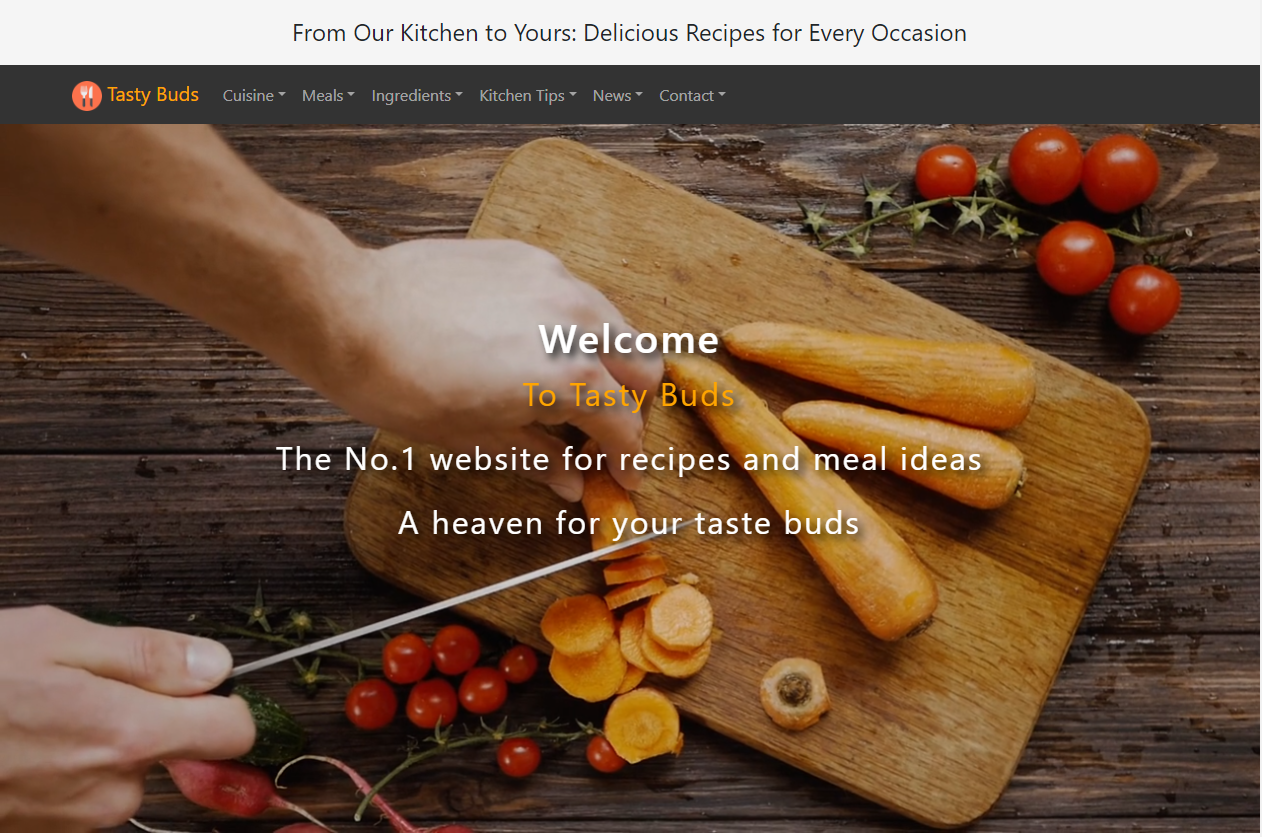 From Our Kitchen to Yours: Delicious Recipes for Every Occasion
Tasty Buds Cuisine Meals Ingredients Kitchen Tips News Contact
Welcome
To Tasty Buds
The No.1 website for recipes and meal ideas
A heaven for your taste buds